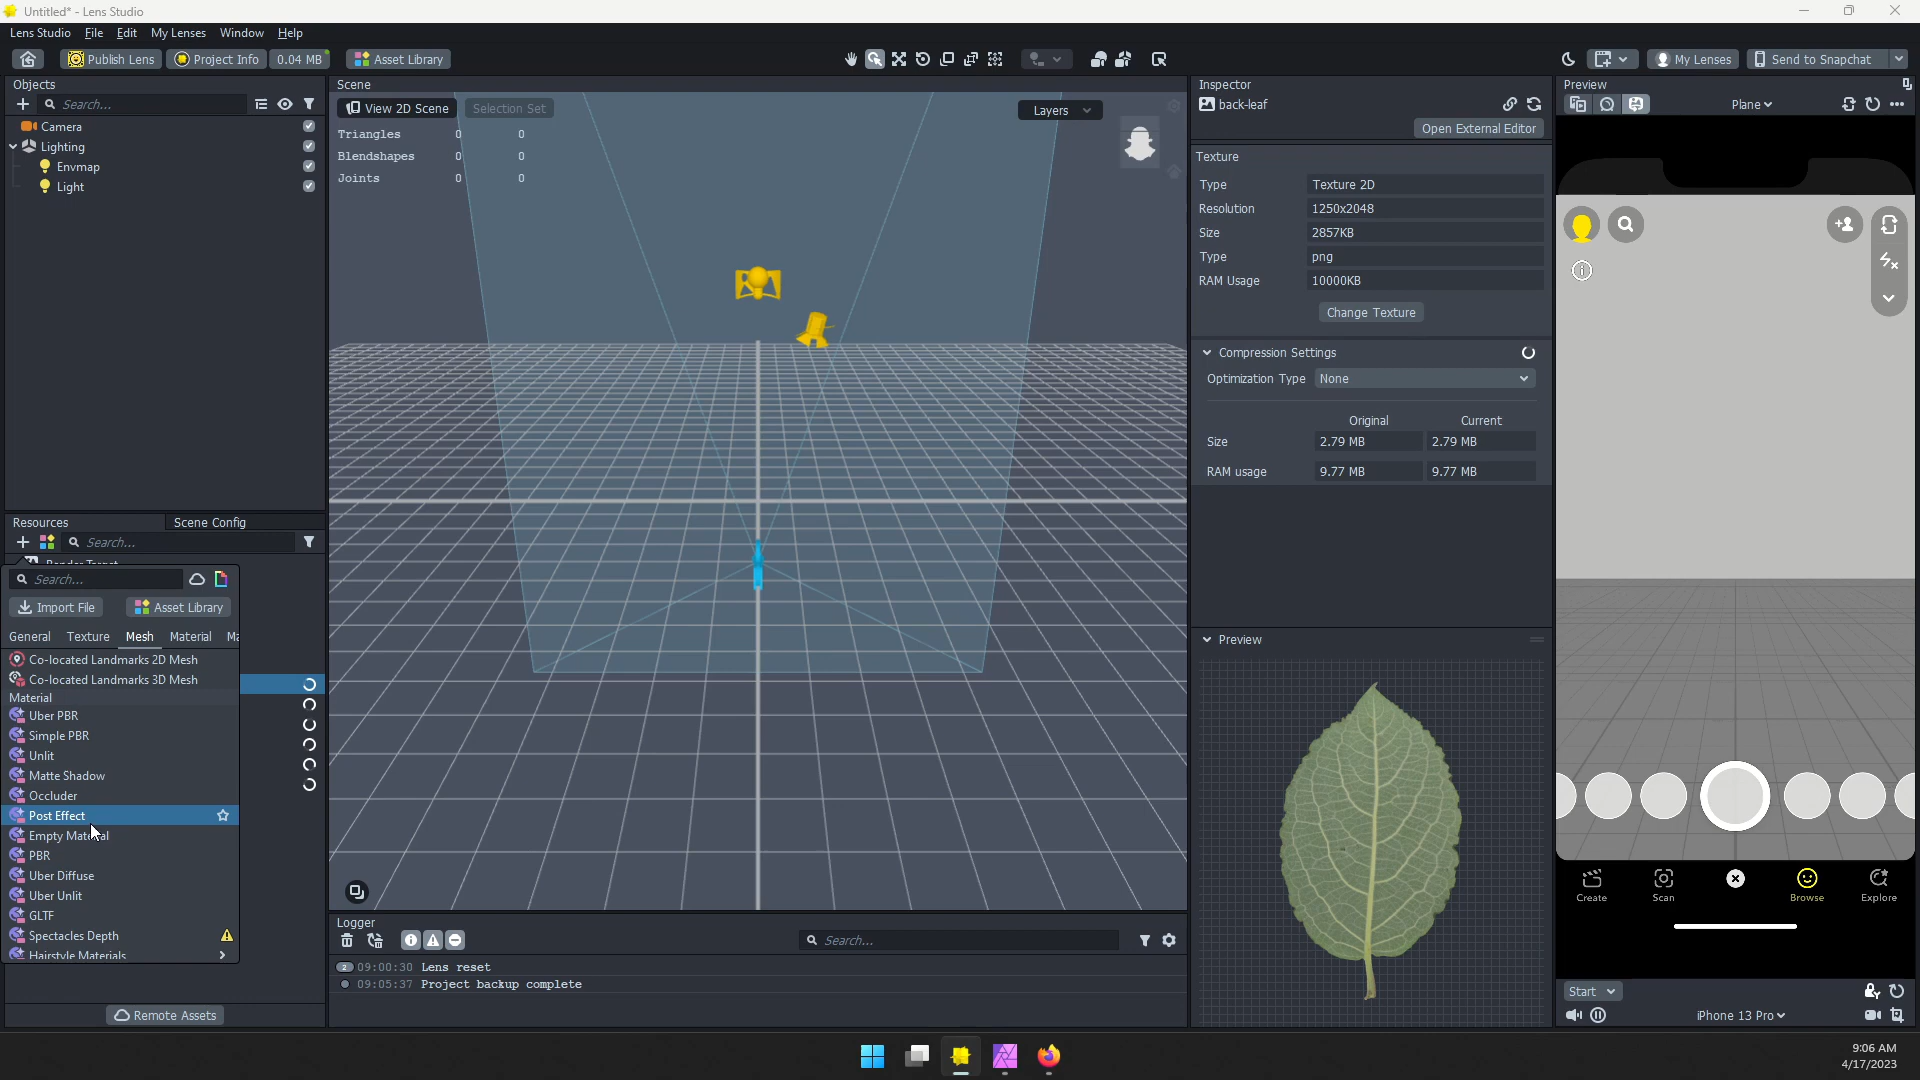 Untitled* - Lens Studio
Lens Studio File Edit My Lenses Window Help
Publish Lens Project Info 0.04 MB Asset Library My Lenses Send to Snapchat
Objects
Search...
Camera
Lighting
Envmap
Light
Scene
View 2D Scene Selection Set Layers
Triangles 0 0
Blendshapes 0 0
Joints 0 0
Resources Scene Config
Search...
Render Target
Search...
Import File Asset Library
General Texture Mesh Material Ma
Co-located Landmarks 2D Mesh
Co-located Landmarks 3D Mesh
Material
Uber PBR
Simple PBR
Unlit
Matte Shadow
Occluder
Post Effect
Empty Material
PBR
Uber Diffuse
Uber Unlit
GLTF
Spectacles Depth
Hairstyle Materials
Remote Assets
Logger
Search...
2 09:00:30 Lens reset
09:05:37 Project backup complete
Inspector
back-leaf
Open External Editor
Texture
Type Texture 2D
Resolution 1250x2048
Size 2857KB
Type png
RAM Usage 10000KB
Change Texture
Compression Settings
Optimization Type None
Original Current
Size 2.79 MB 2.79 MB
RAM usage 9.77 MB 9.77 MB
Preview
Preview
Plane
Create Scan Browse Explore
Start
iPhone 13 Pro
9:06 AM
4/17/2023